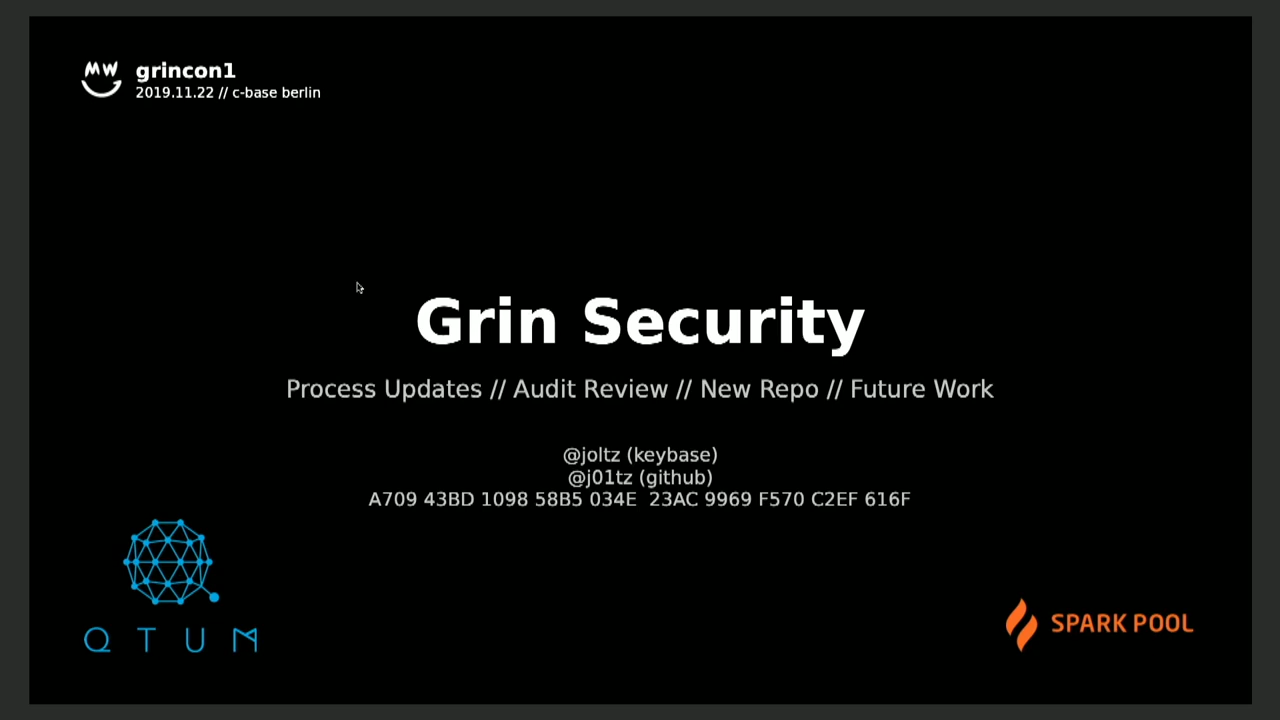 MW
grincon1
2019.11.22 // c-base berlin
Grin Security
Process Updates // Audit Review // New Repo // Future Work
@joltz (keybase)
@j01tz (github)
A709 43BD 1098 58B5 034E  23AC 9969 F570 C2EF 616F
QTUM
SPARK POOL